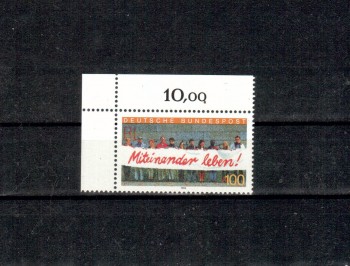 10,00
DEUTSCHE BUNDESPOST
Miteinander leben!
100